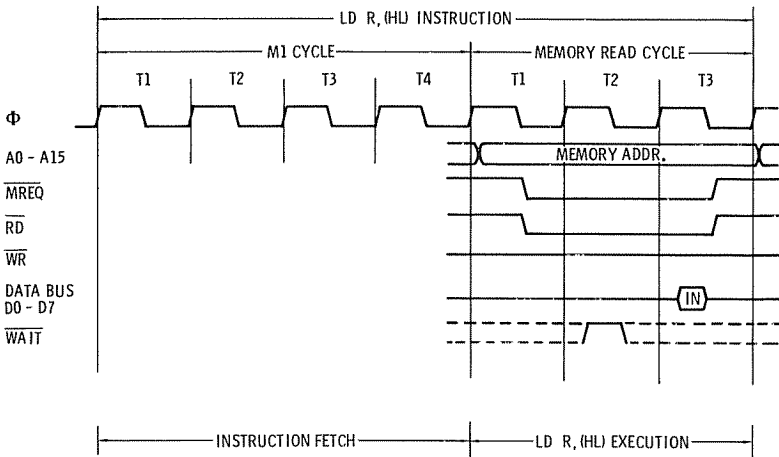 LD R, (HL) INSTRUCTION
M1 CYCLE MEMORY READ CYCLE
T1 T2 T3 T4 T1 T2 T3
Φ
A0 - A15 MEMORY ADDR.
MREQ
RD
WR
DATA BUS
D0 - D7 IN
WAIT
INSTRUCTION FETCH LD R, (HL) EXECUTION